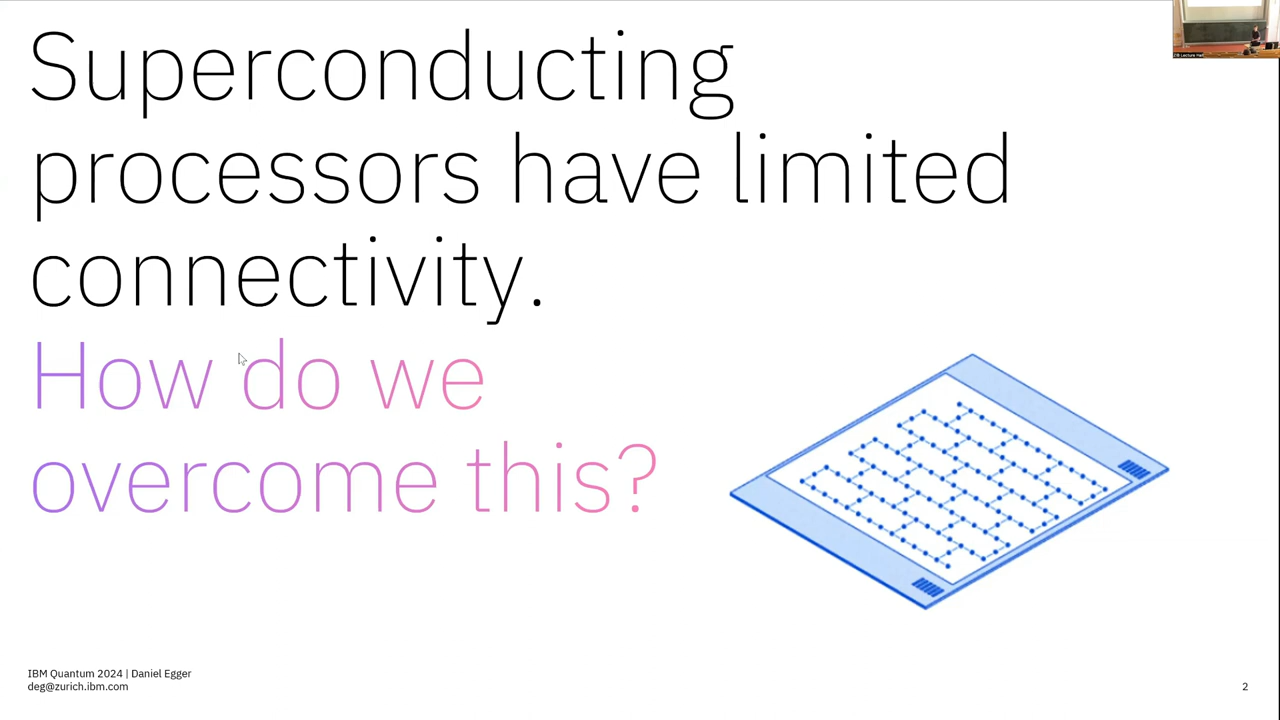 Superconducting
processors have limited
connectivity.
How do we
overcome this?
IBM Quantum 2024 | Daniel Egger
deg@zurich.ibm.com
2